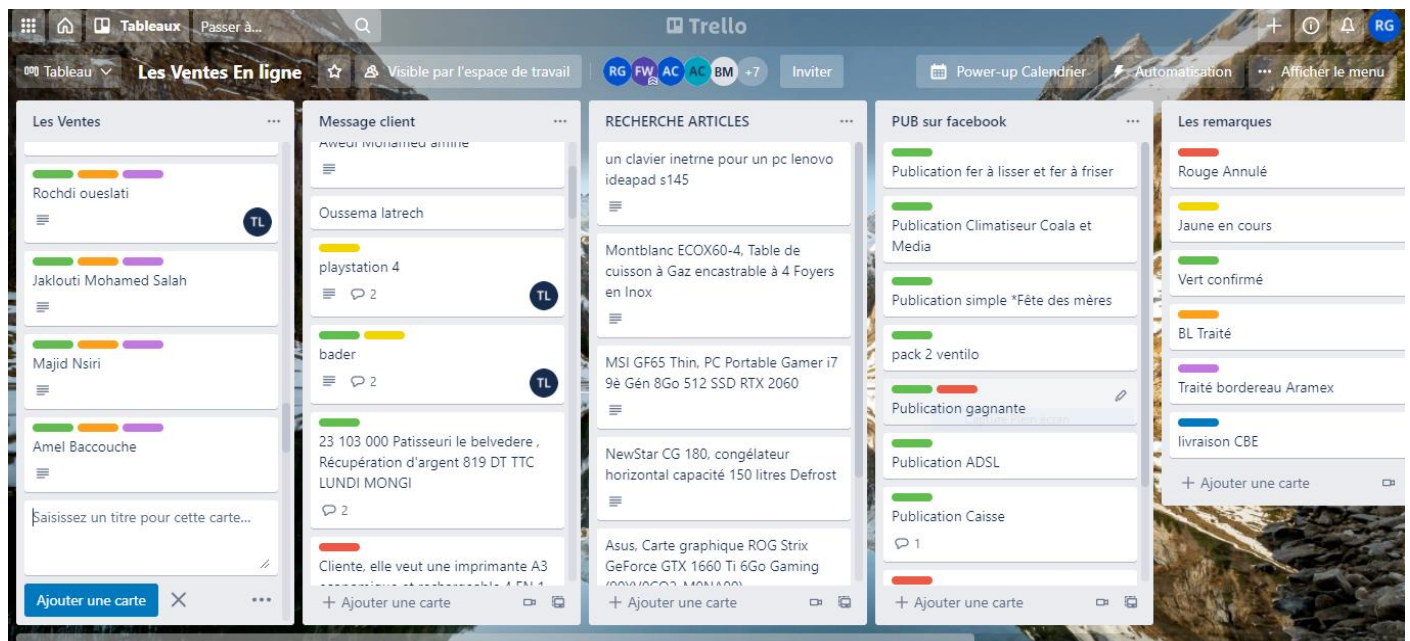 Tableaux Passer à...
Trello
RG
Tableau Les Ventes En ligne Visible par l'espace de travail RG FW AC AC BM +7 Inviter Power-up Calendrier Automatisation ... Afficher le menu
Les Ventes
Rochdi oueslati
TL
Jaklouti Mohamed Salah
Majid Nsiri
Amel Baccouche
Saisissez un titre pour cette carte...
Ajouter une carte
Message client
Awedi Mohamed amine
Oussema latrech
playstation 4
2
TL
bader
2
TL
23 103 000 Patisseuri le belvedere ,
Récupération d'argent 819 DT TTC
LUNDI MONGI
2
Cliente, elle veut une imprimante A3
+ Ajouter une carte
RECHERCHE ARTICLES
un clavier inetrne pour un pc lenovo
ideapad s145
Montblanc ECOX60-4, Table de
cuisson à Gaz encastrable à 4 Foyers
en Inox
MSI GF65 Thin, PC Portable Gamer i7
9è Gén 8Go 512 SSD RTX 2060
NewStar CG 180, congélateur
horizontal capacité 150 litres Defrost
Asus, Carte graphique ROG Strix
GeForce GTX 1660 Ti 6Go Gaming
+ Ajouter une carte
PUB sur facebook
Publication fer à lisser et fer à friser
Publication Climatiseur Coala et
Media
Publication simple *Fête des mères
pack 2 ventilo
Publication gagnante
Publication ADSL
Publication Caisse
1
+ Ajouter une carte
Les remarques
Rouge Annulé
Jaune en cours
Vert confirmé
BL Traité
Traité bordereau Aramex
livraison CBE
+ Ajouter une carte